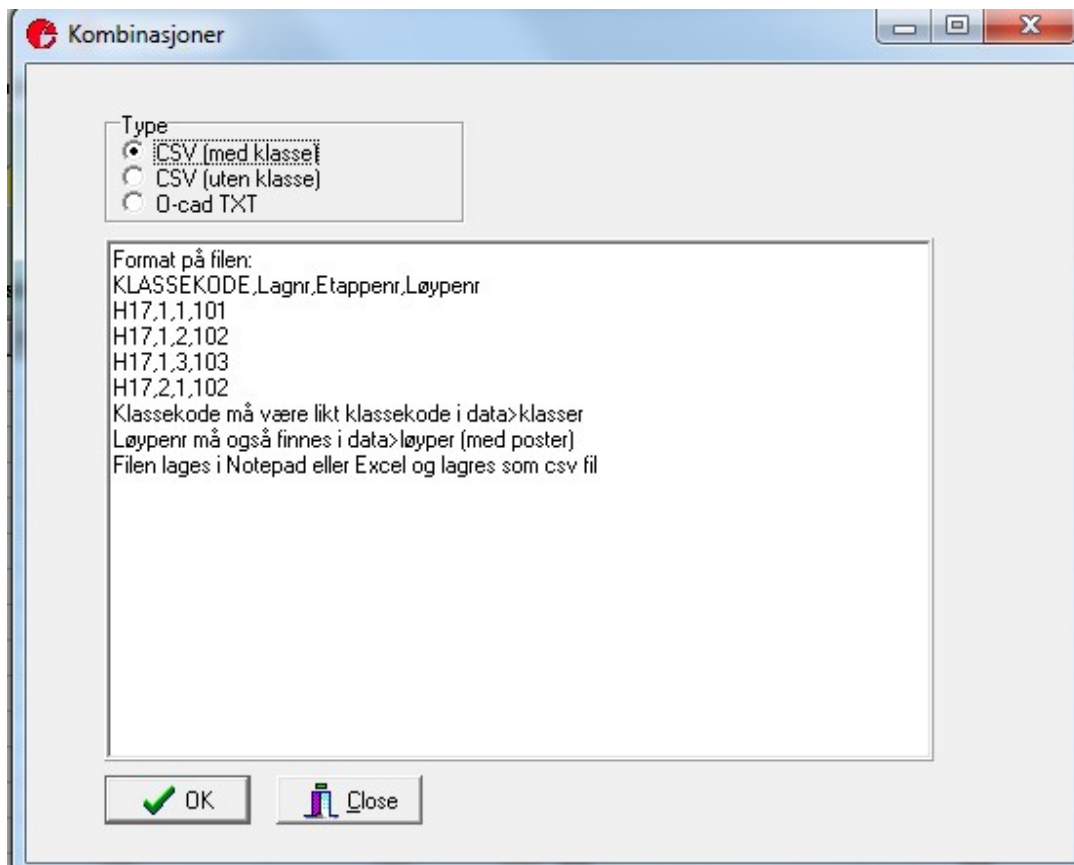 Kombinasjoner
Type
CSV (med klasse)
CSV (uten klasse)
O-cad TXT
Format på filen:
KLASSEKODE,Lagnr,Etappenr,Løypenr
H17,1,1,101
H17,1,2,102
H17,1,3,103
H17,2,1,102
Klassekode må være likt klassekode i data>klasser
Løypenr må også finnes i data>løyper (med poster)
Filen lages i Notepad eller Excel og lagres som csv fil
OK
Close